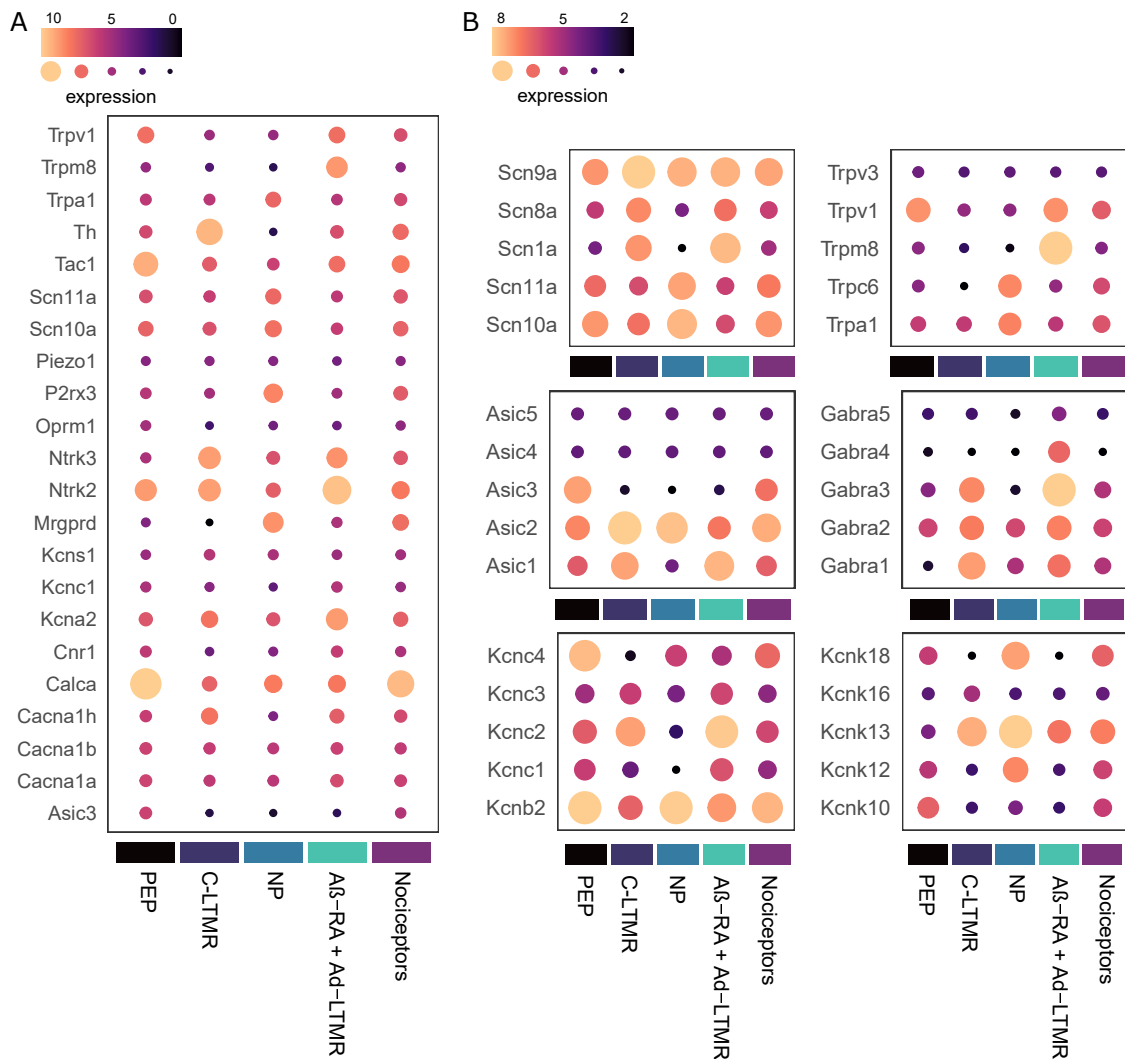 A
10 5 0
expression
Trpv1
Trpm8
Trpa1
Th
Tac1
Scn11a
Scn10a
Piezo1
P2rx3
Oprm1
Ntrk3
Ntrk2
Mrgprd
Kcns1
Kcnc1
Kcna2
Cnr1
Calca
Cacna1h
Cacna1b
Cacna1a
Asic3
PEP
C-LTMR
NP
Aß−RA + Ad−LTMR
Nociceptors
B
8 5 2
expression
Scn9a
Scn8a
Scn1a
Scn11a
Scn10a
Trpv3
Trpv1
Trpm8
Trpc6
Trpa1
Asic5
Asic4
Asic3
Asic2
Asic1
Gabra5
Gabra4
Gabra3
Gabra2
Gabra1
Kcnc4
Kcnc3
Kcnc2
Kcnc1
Kcnb2
PEP
C-LTMR
NP
Aß−RA + Ad−LTMR
Nociceptors
Kcnk18
Kcnk16
Kcnk13
Kcnk12
Kcnk10
PEP
C-LTMR
NP
Aß−RA + Ad−LTMR
Nociceptors